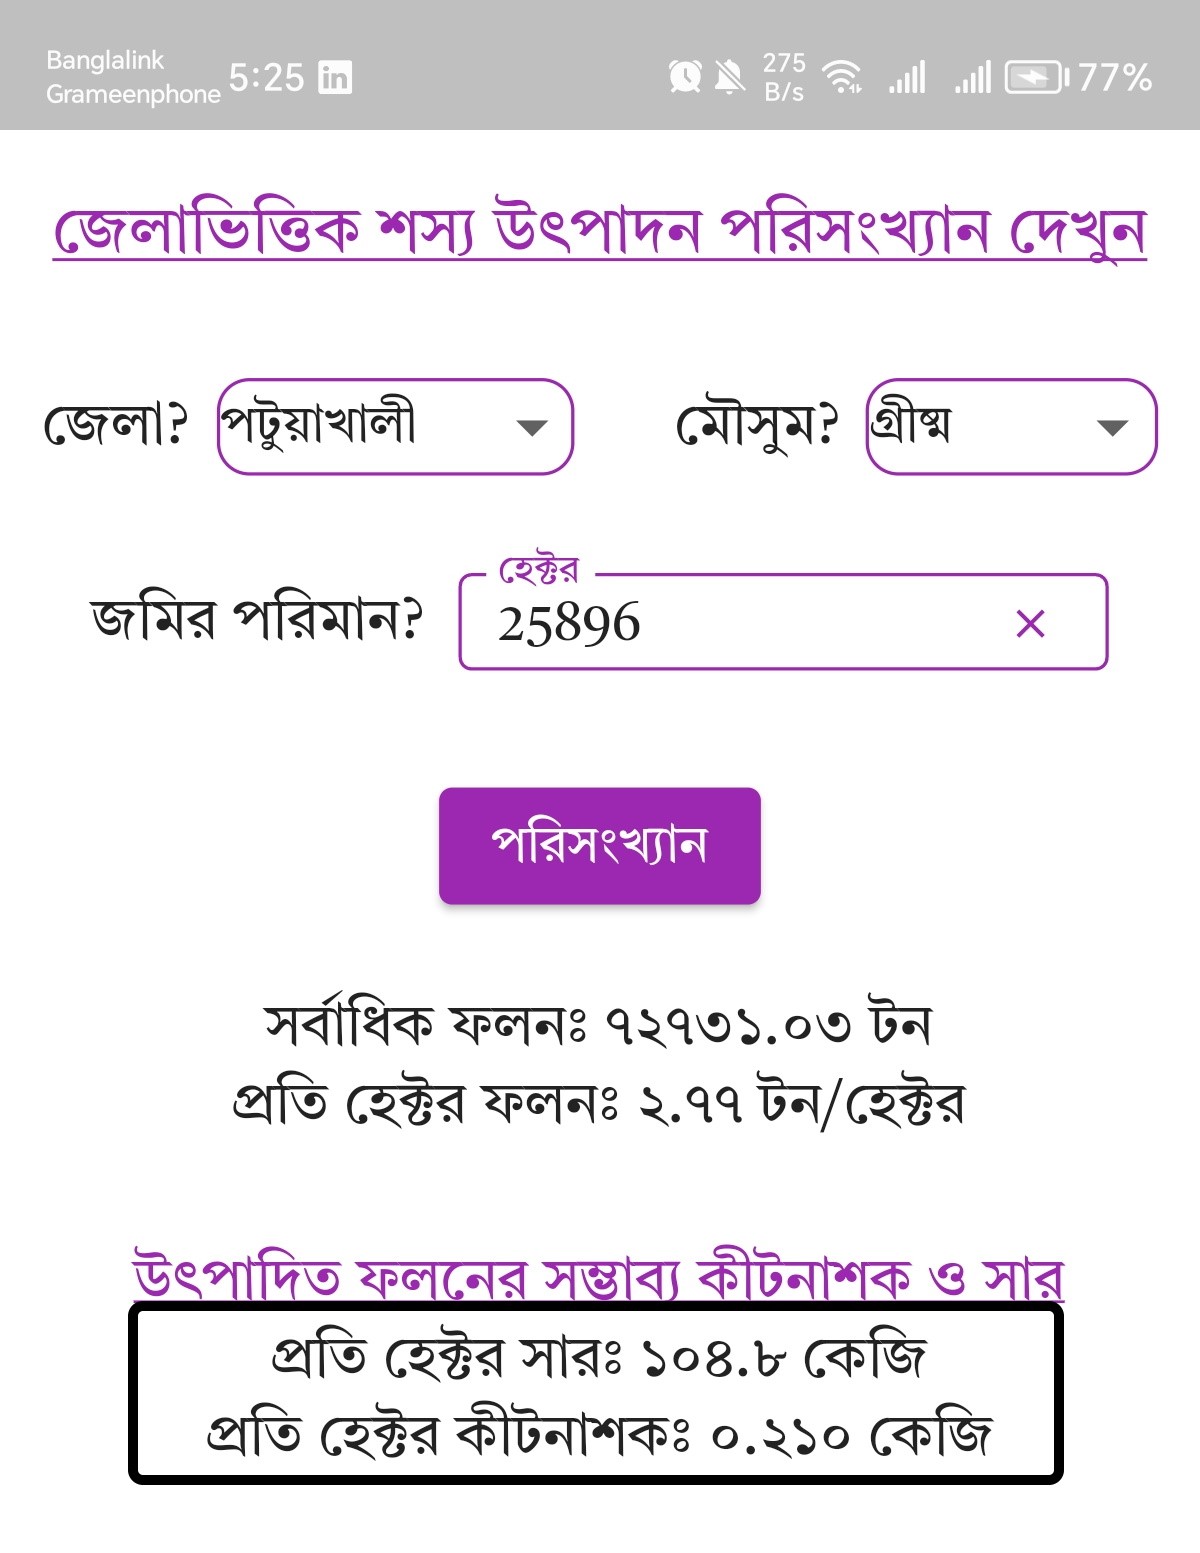 Banglalink
Grameenphone 5:25 in 275 B/s 77%
জেলাভিত্তিক শস্য উৎপাদন পরিসংখ্যান দেখুন
জেলা? পটুয়াখালী মৌসুম? গ্রীষ্ম
হেক্টর
জমির পরিমান? 25896
পরিসংখ্যান
সর্বাধিক ফলনঃ ৭২৭৩১.০৩ টন
প্রতি হেক্টর ফলনঃ ২.৭৭ টন/হেক্টর
উৎপাদিত ফলনের সম্ভাব্য কীটনাশক ও সার
প্রতি হেক্টর সারঃ ১০৪.৮ কেজি
প্রতি হেক্টর কীটনাশকঃ ০.২১০ কেজি